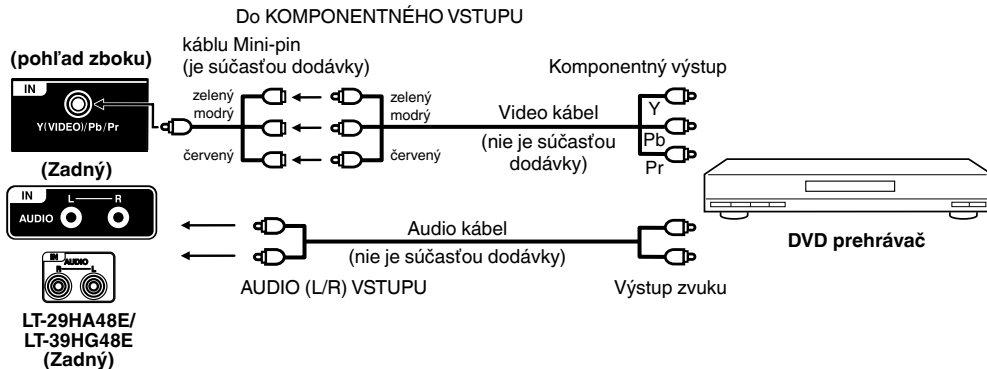 Do KOMPONENTNÉHO VSTUPU
(pohľad zboku)
káblu Mini-pin
(je súčasťou dodávky)
Komponentný výstup
IN
Y(VIDEO)/Pb/Pr
zelený
modrý
červený
zelený
modrý
červený
Video kábel
(nie je súčasťou
dodávky)
Y
Pb
Pr
(Zadný)
IN
L
R
AUDIO
Audio kábel
(nie je súčasťou dodávky)
DVD prehrávač
AUDIO (L/R) VSTUPU
Výstup zvuku
IN
AUDIO
R
L
LT-29HA48E/
LT-39HG48E
(Zadný)